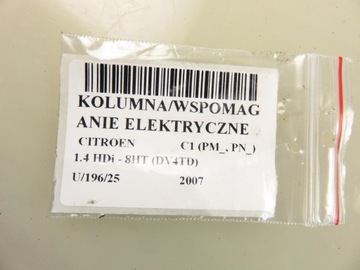 KOLUMNA/WSPOMAG
ANIE ELEKTRYCZNE
CITROEN C1 (PM_, PN_)
1.4 HDi - 8HT (DV4TD)
U/196/25 2007